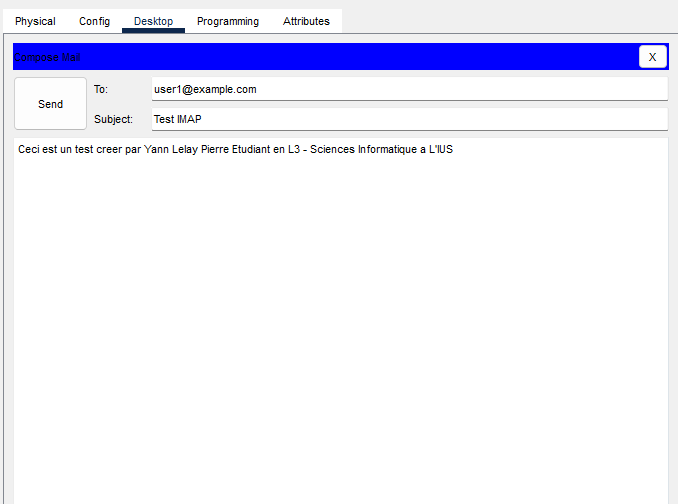 Physical Config Desktop Programming Attributes
Compose Mail X
Send
To: user1@example.com
Subject: Test IMAP
Ceci est un test creer par Yann Lelay Pierre Etudiant en L3 - Sciences Informatique a L'IUS